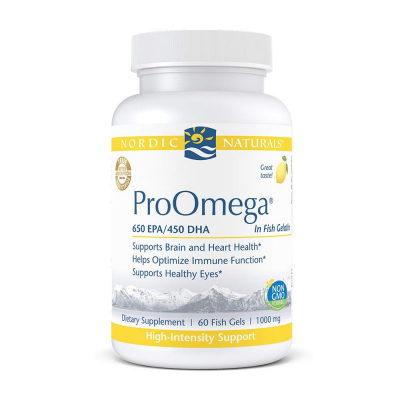 NORDIC NATURALS®
Great
taste!
ProOmega®
650 EPA/450 DHA
In Fish Gelatin
Supports Brain and Heart Health*
Helps Optimize Immune Function*
Supports Healthy Eyes*
NON
GMO
Dietary Supplement | 60 Fish Gels | 1000 mg
High-Intensity Support